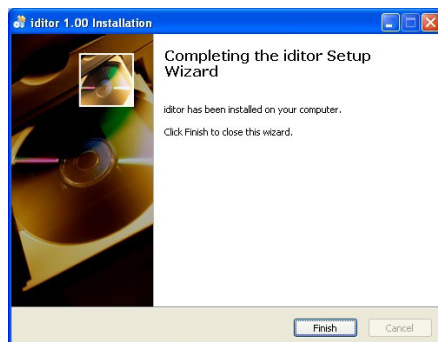 iditor 1.00 Installation
Completing the iditor Setup
Wizard
iditor has been installed on your computer.
Click Finish to close this wizard.
Finish
Cancel